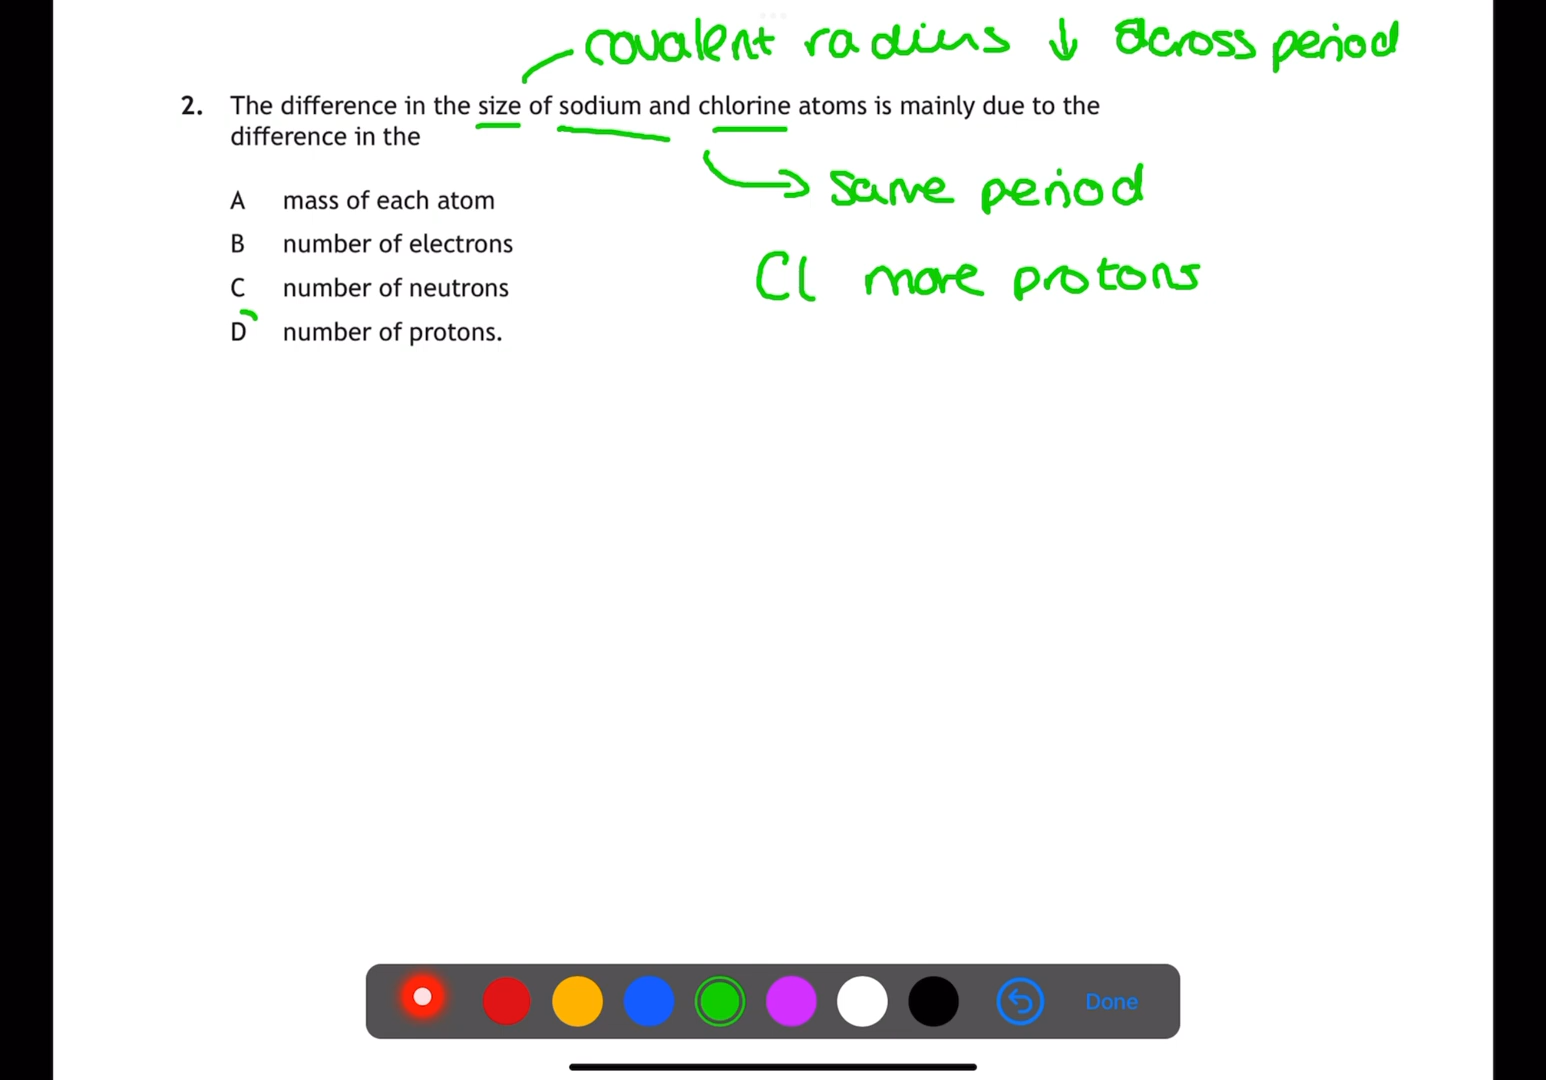 covalent radius ↓ across period
2. The difference in the size of sodium and chlorine atoms is mainly due to the
difference in the
same period
A mass of each atom
B number of electrons
Cl more protons
C number of neutrons
D number of protons.
Done